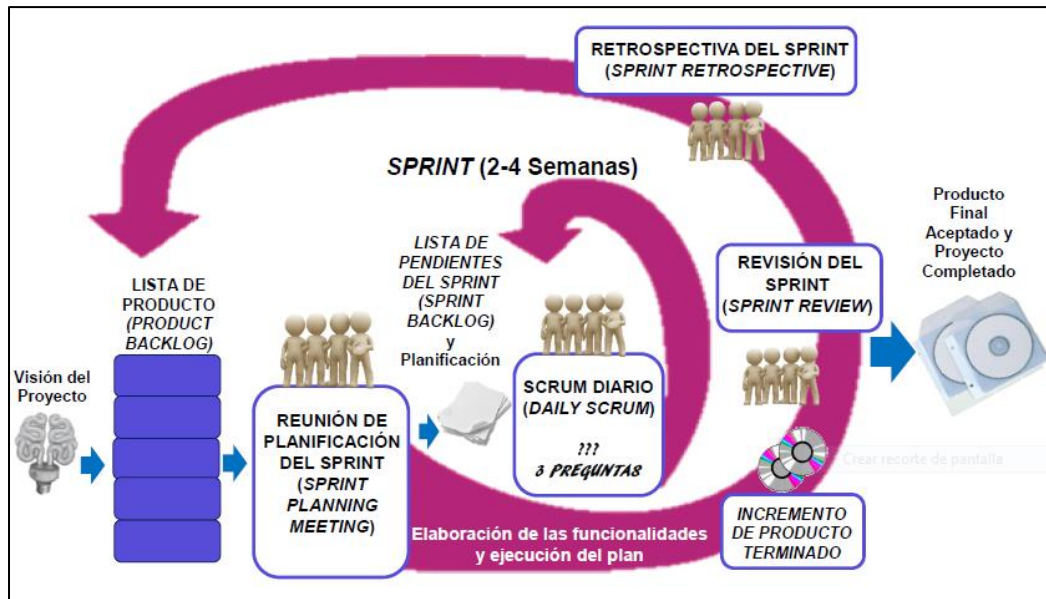 RETROSPECTIVA DEL SPRINT
(SPRINT RETROSPECTIVE)
SPRINT (2-4 Semanas)
Producto
Final
Aceptado y
Proyecto
Completado
LISTA DE
PENDIENTES
DEL SPRINT
(SPRINT
BACKLOG)
y
Planificación
REVISIÓN DEL
SPRINT
(SPRINT REVIEW)
LISTA DE
PRODUCTO
(PRODUCT
BACKLOG)
Visión del
Proyecto
REUNIÓN DE
PLANIFICACIÓN
DEL SPRINT
(SPRINT
PLANNING
MEETING)
SCRUM DIARIO
(DAILY SCRUM)
???
3 PREGUNTAS
Crear recorte de pantalla
Elaboración de las funcionalidades
y ejecución del plan
INCREMENTO
DE PRODUCTO
TERMINADO